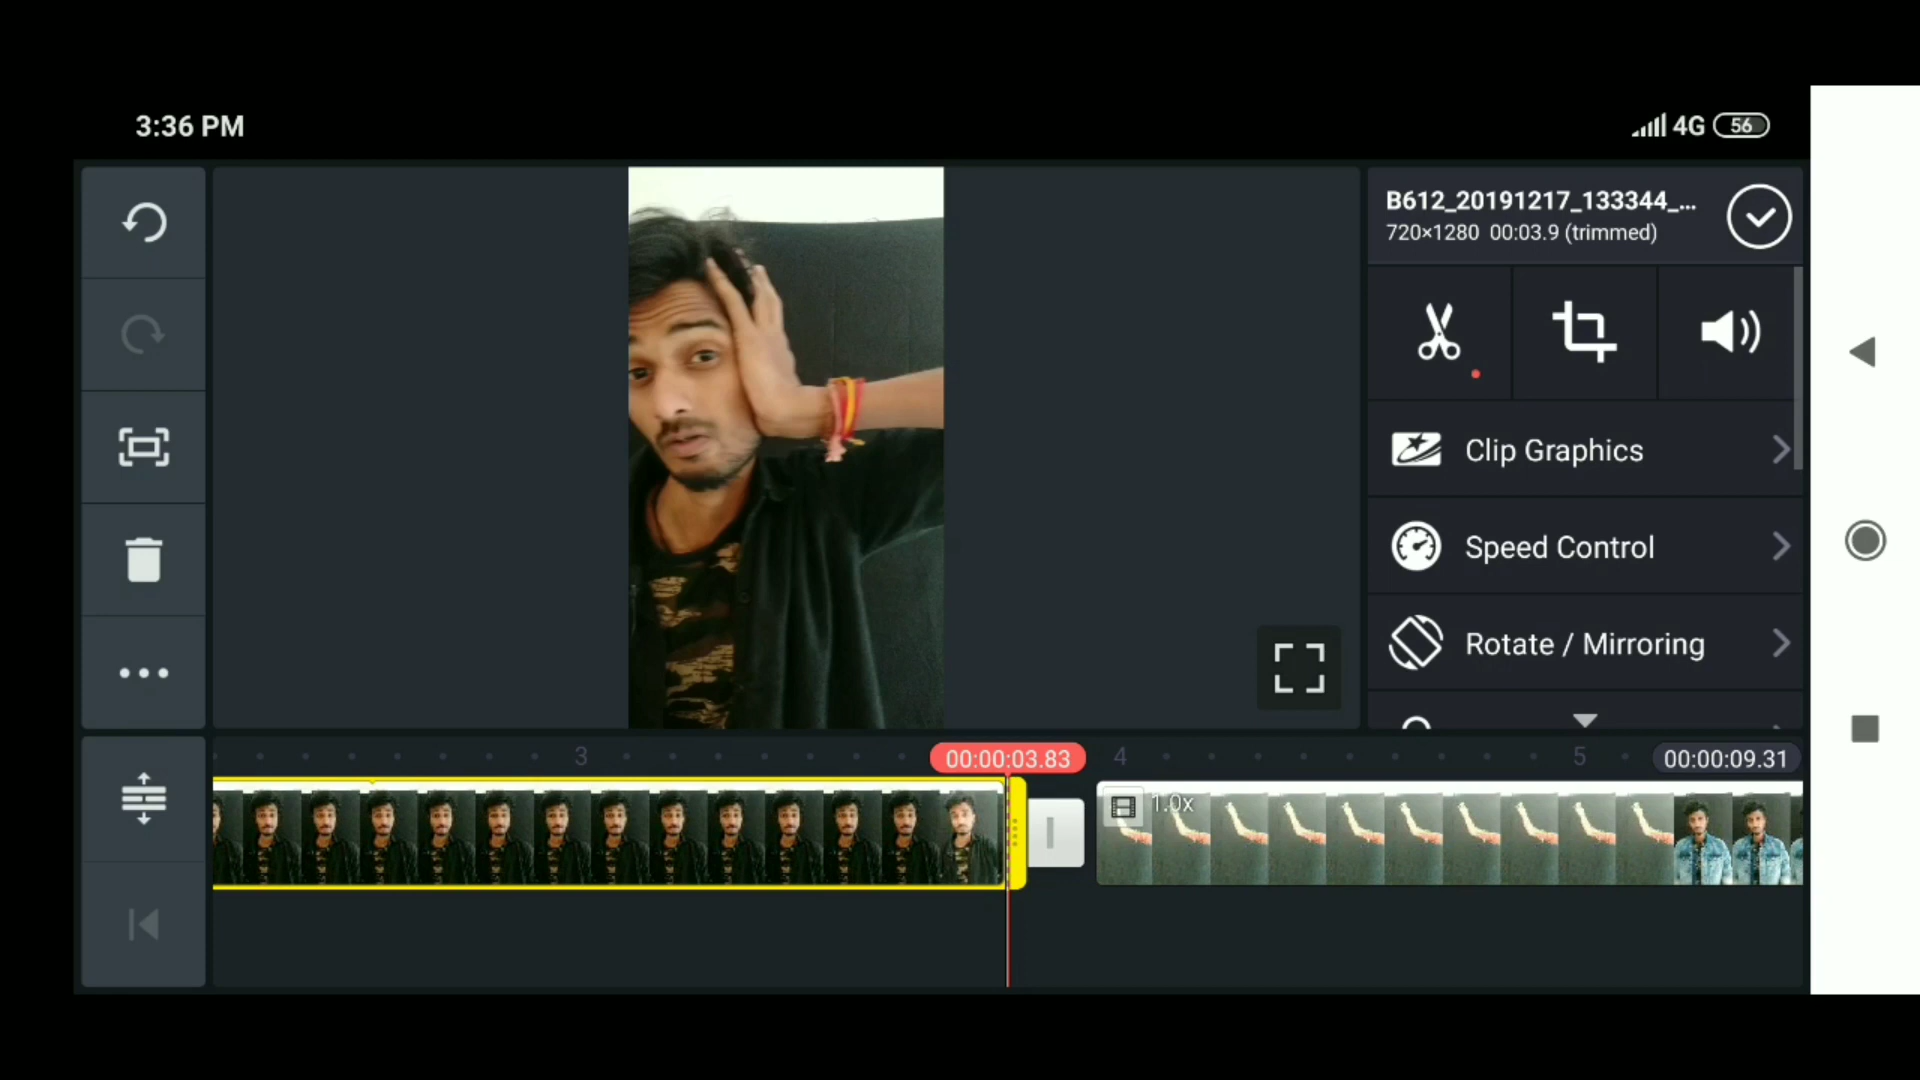 3:36 PM
4G 56
B612_20191217_133344_...
720×1280 00:03.9 (trimmed)
Clip Graphics
Speed Control
Rotate / Mirroring
3
00:00:03.83
4
5
00:00:09.31
1.0x